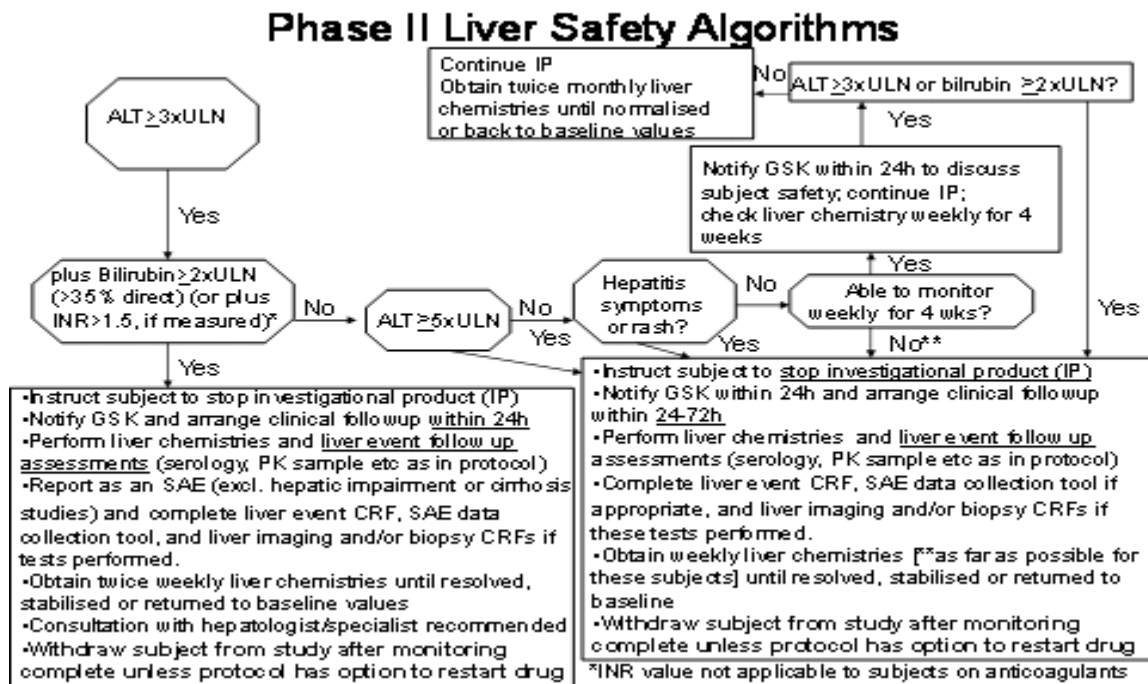 Phase II Liver Safety Algorithms
ALT≥3xULN
Yes
plus Bilirubin≥2xULN
(>35% direct) (or plus
INR>1.5, if measured)*
No
ALT≥5xULN
No
Yes
Hepatitis
symptoms
or rash?
No
Yes
Able to monitor
weekly for 4 wks?
Yes
No**
Notify GSK within 24h to discuss
subject safety; continue IP;
check liver chemistry weekly for 4
weeks
Yes
ALT≥3xULN or bilrubin ≥2xULN?
No
Yes
Continue IP
Obtain twice monthly liver
chemistries until normalised
or back to baseline values
Yes
•Instruct subject to stop investigational product (IP)
•Notify GSK and arrange clinical followup within 24h
•Perform liver chemistries and liver event follow up
assessments (serology, PK sample etc as in protocol)
•Report as an SAE (excl. hepatic impairment or cirrhosis
studies) and complete liver event CRF, SAE data
collection tool, and liver imaging and/or biopsy CRFs if
tests performed.
•Obtain twice weekly liver chemistries until resolved,
stabilised or returned to baseline values
•Consultation with hepatologist/specialist recommended
•Withdraw subject from study after monitoring
complete unless protocol has option to restart drug
•Instruct subject to stop investigational product (IP)
•Notify GSK within 24h and arrange clinical followup
within 24-72h
•Perform liver chemistries and liver event follow up
assessments (serology, PK sample etc as in protocol)
•Complete liver event CRF, SAE data collection tool if
appropriate, and liver imaging and/or biopsy CRFs if
these tests performed.
•Obtain weekly liver chemistries [**as far as possible for
these subjects] until resolved, stabilised or returned to
baseline
•Withdraw subject from study after monitoring
complete unless protocol has option to restart drug
*INR value not applicable to subjects on anticoagulants